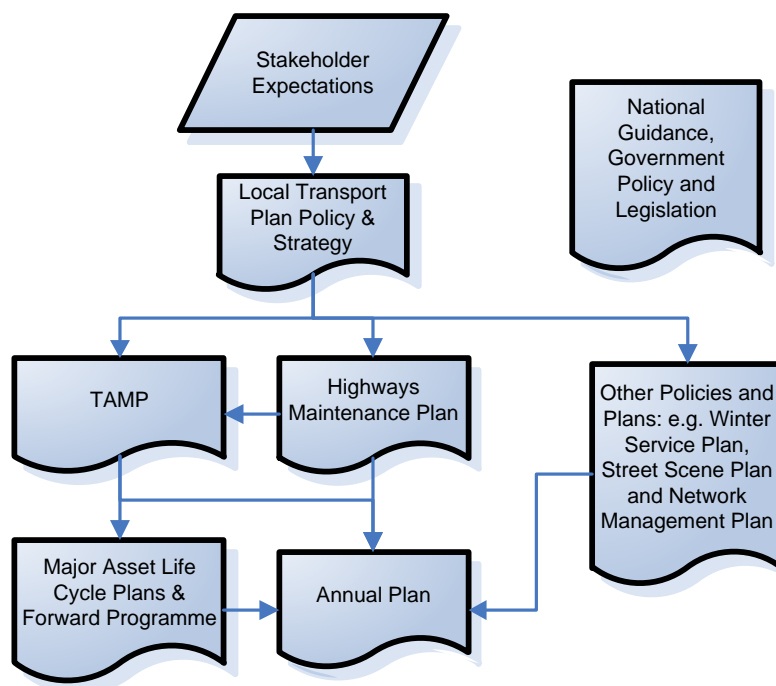 Stakeholder
Expectations
National
Guidance,
Government
Policy and
Legislation
Local Transport
Plan Policy &
Strategy
TAMP
Highways
Maintenance Plan
Other Policies and
Plans: e.g. Winter
Service Plan,
Street Scene Plan
and Network
Management Plan
Major Asset Life
Cycle Plans &
Forward Programme
Annual Plan